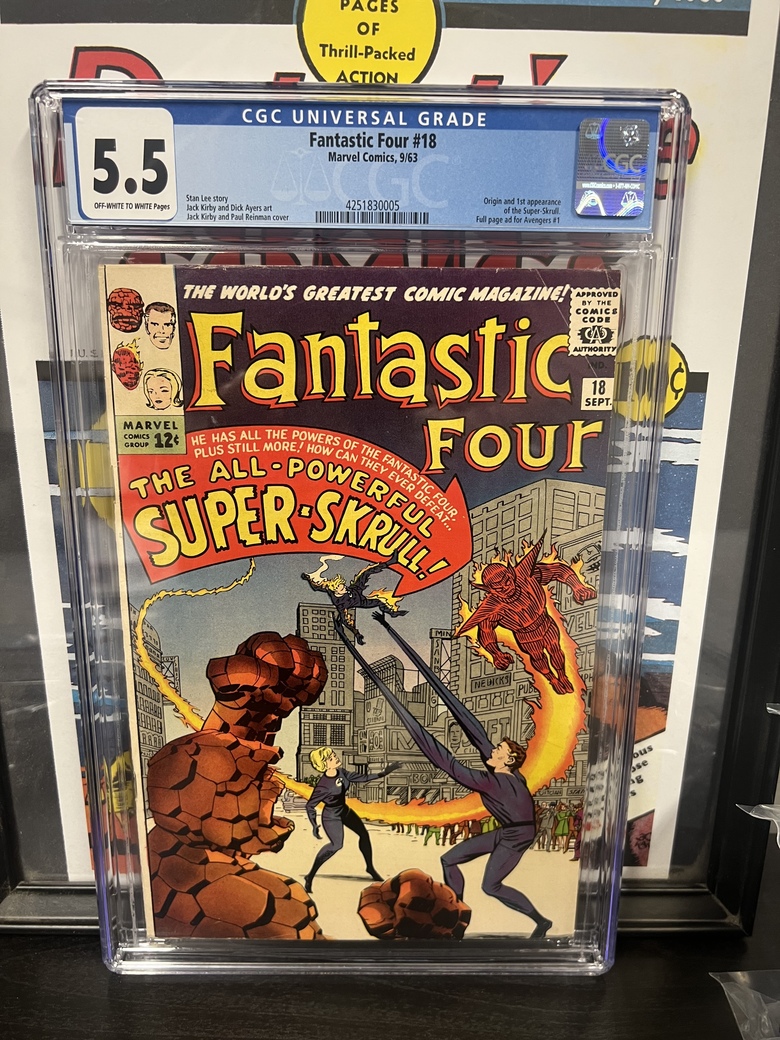 PAGES
OF
Thrill-Packed
ACTION
CGC UNIVERSAL GRADE
5.5
OFF-WHITE TO WHITE Pages
Fantastic Four #18
Marvel Comics, 9/63
Stan Lee story
Jack Kirby and Dick Ayers art
Jack Kirby and Paul Reinman cover
4251830005
Origin and 1st appearance
of the Super-Skrull.
Full page ad for Avengers #1
CGC
CGC
THE WORLD'S GREATEST COMIC MAGAZINE!
APPROVED
BY THE
COMICS
CODE
CA
AUTHORITY
Fantastic
Four
IND.
18
SEPT.
MARVEL
COMICS
GROUP
12¢
HE HAS ALL THE POWERS OF THE FANTASTIC FOUR,
PLUS STILL MORE! HOW CAN THEY EVER DEFEAT...
THE ALL-POWERFUL
SUPER-SKRULL!